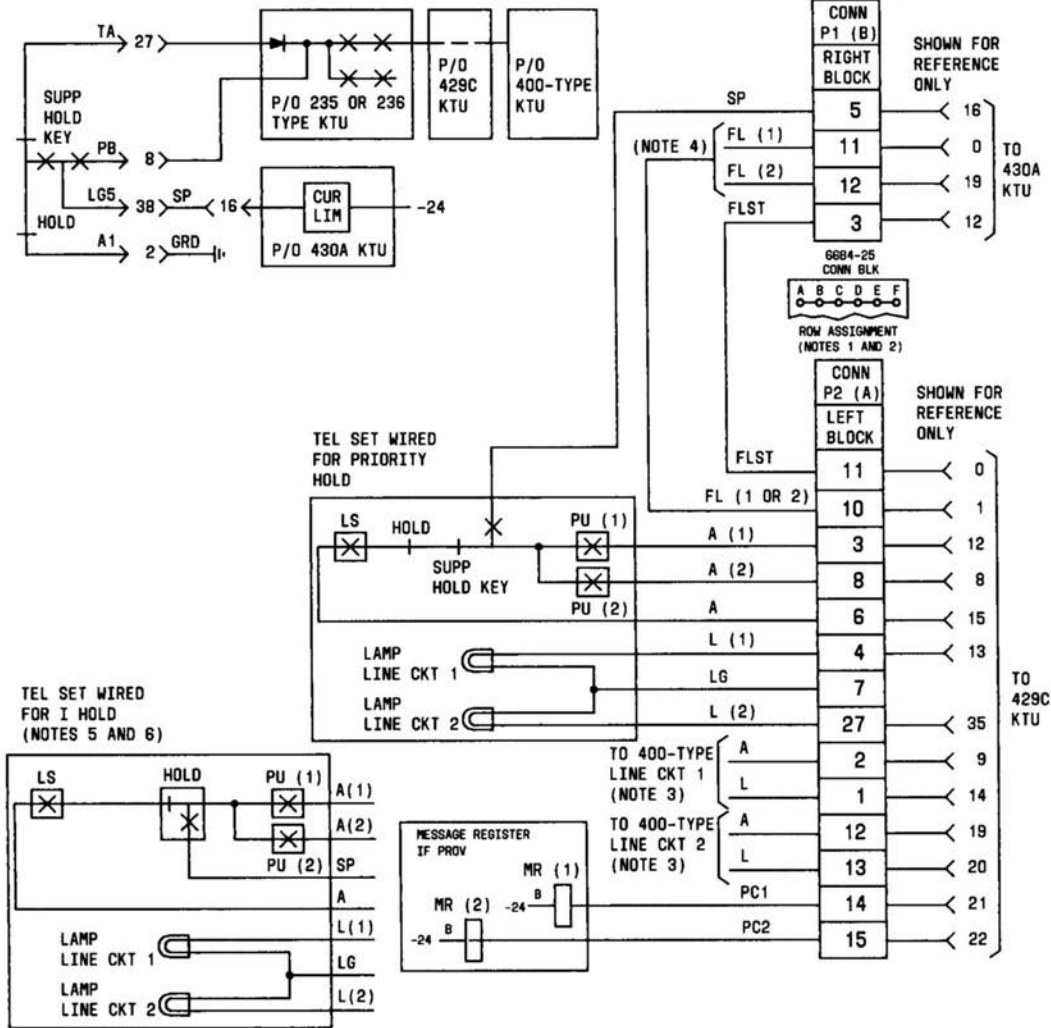 TA 27
SUPP
HOLD
KEY
PB 8
LG5 38 SP 16
HOLD
A1 2 GRD
P/O 235 OR 236
TYPE KTU
P/O
429C
KTU
P/O
400-TYPE
KTU
CUR
LIM
-24
P/O 430A KTU
CONN
P1 (B)
RIGHT
BLOCK
SHOWN FOR
REFERENCE
ONLY
SP 5 16
(NOTE 4)
FL (1) 11 0
FL (2) 12 19
FLST 3 12
TO
430A
KTU
66B4-25
CONN BLK
A B C D E F
ROW ASSIGNMENT
(NOTES 1 AND 2)
CONN
P2 (A)
LEFT
BLOCK
SHOWN FOR
REFERENCE
ONLY
FLST 11 0
FL (1 OR 2) 10 1
A (1) 3 12
A (2) 8 8
A 6 15
L (1) 4 13
LG 7
L (2) 27 35
TO 400-TYPE
LINE CKT 1
(NOTE 3)
A 2 9
L 1 14
TO 400-TYPE
LINE CKT 2
(NOTE 3)
A 12 19
L 13 20
PC1 14 21
PC2 15 22
TO
429C
KTU
TEL SET WIRED
FOR PRIORITY
HOLD
LS
HOLD
SUPP
HOLD KEY
PU (1)
PU (2)
LAMP
LINE CKT 1
LAMP
LINE CKT 2
TEL SET WIRED
FOR I HOLD
(NOTES 5 AND 6)
LS
HOLD
PU (1)
A(1)
A(2)
PU (2) SP
A
L(1)
LAMP
LINE CKT 1
LG
LAMP
LINE CKT 2
L(2)
MESSAGE REGISTER
IF PROV
MR (1)
-24 B
MR (2)
-24 B